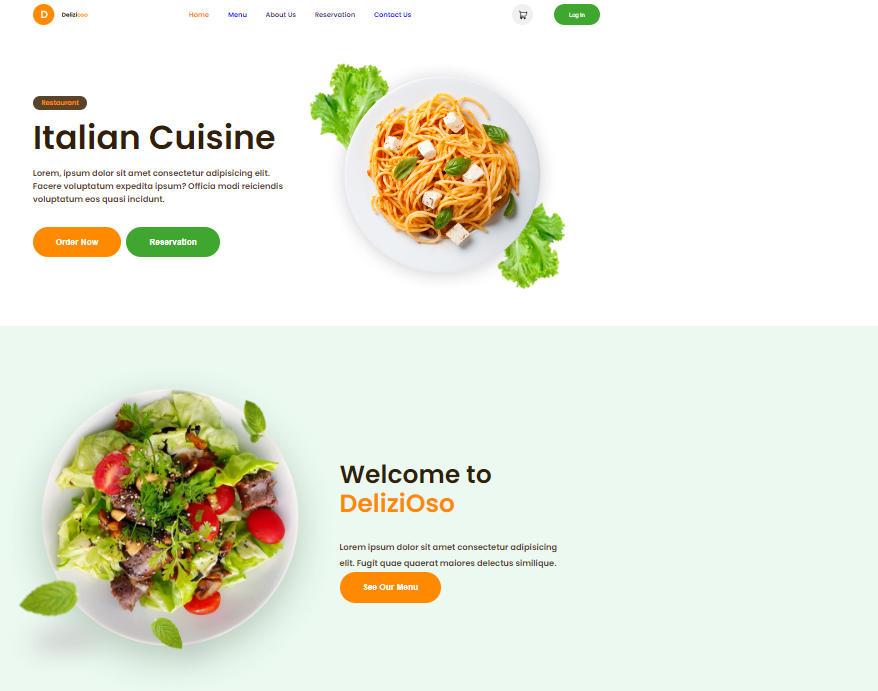 D Delizioso Home Menu About Us Reservation Contact Us Log In
Restaurant
Italian Cuisine
Lorem, ipsum dolor sit amet consectetur adipisicing elit.
Facere voluptatum expedita ipsum? Officia modi reiciendis
voluptatum eos quasi incidunt.
Order Now Reservation
Welcome to
DeliziOso
Lorem ipsum dolor sit amet consectetur adipisicing
elit. Fugit quae quaerat maiores delectus similique.
See Our Menu